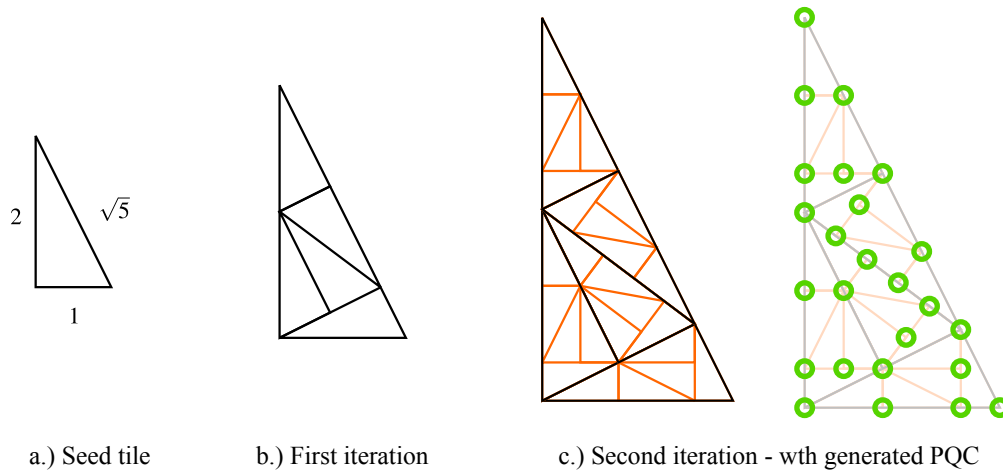 2
√5
1
a.) Seed tile
b.) First iteration
c.) Second iteration - wth generated PQC